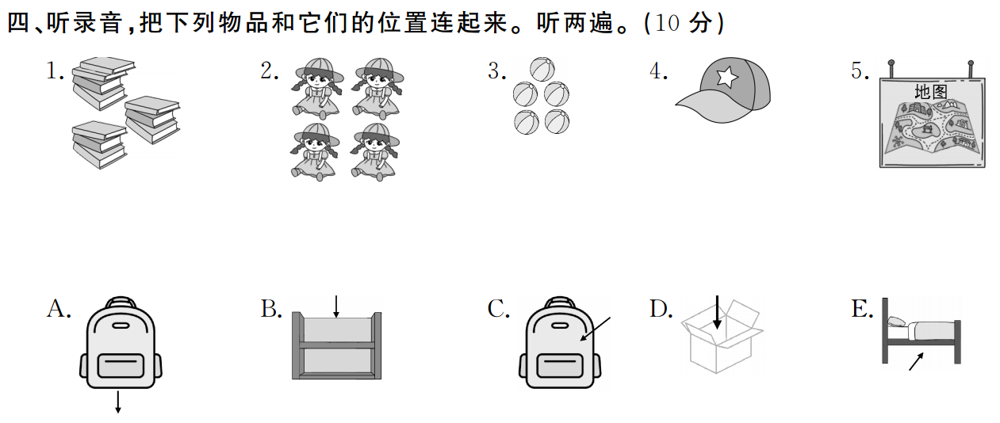 四、听录音,把下列物品和它们的位置连起来。听两遍。(10 分)
1.
2.
3.
4.
5.
地图
A.
B.
C.
D.
E.